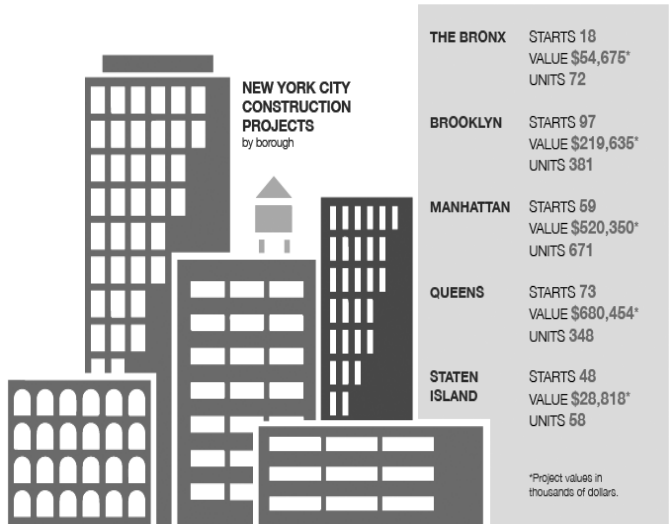 NEW YORK CITY
CONSTRUCTION
PROJECTS
by borough
THE BRONX
STARTS 18
VALUE $54,675*
UNITS 72
BROOKLYN
STARTS 97
VALUE $219,635*
UNITS 381
MANHATTAN
STARTS 59
VALUE $520,350*
UNITS 671
QUEENS
STARTS 73
VALUE $680,454*
UNITS 348
STATEN
ISLAND
STARTS 48
VALUE $28,818*
UNITS 58
*Project values in
thousands of dollars.